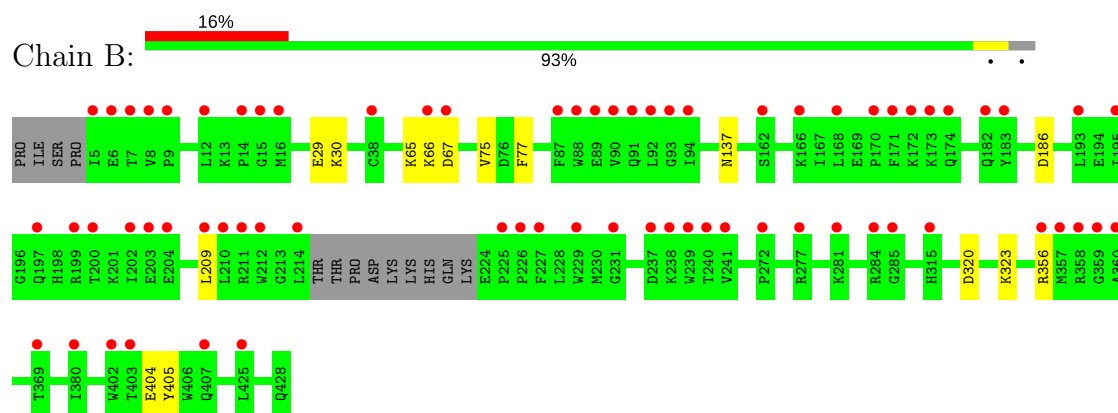 16%
Chain B:
93%
PRO ILE SER PRO I5 E6 T7 V8 P9 L12 K13 P14 G15 M16 E29 K30 C38 K65 K66 D67 V75 D76 F77 F87 W88 E89 V90 Q91 L92 G93 I94 N137 S162 K166 I167 L168 E169 P170 F171 K172 K173 Q174 Q182 Y183 D186 L193 E194 I195
G196 Q197 H198 R199 T200 K201 I202 E203 E204 L209 L210 R211 W212 G213 L214 THR THR PRO ASP LYS LYS HIS GLN LYS E224 P225 P226 F227 L228 W229 M230 G231 D237 K238 W239 T240 V241 P272 R277 K281 R284 G285 H315 D320 K323 R356 M357 R358 G359 A360
T369 I380 W402 T403 E404 Y405 W406 Q407 L425 Q428